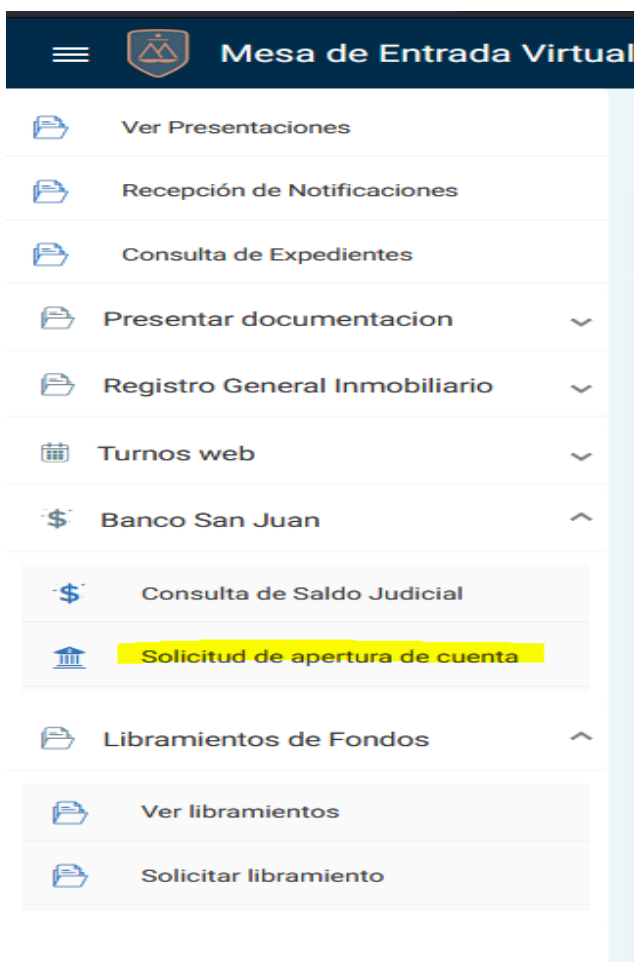 Mesa de Entrada Virtual
Ver Presentaciones
Recepción de Notificaciones
Consulta de Expedientes
Presentar documentacion
Registro General Inmobiliario
Turnos web
Banco San Juan
Consulta de Saldo Judicial
Solicitud de apertura de cuenta
Libramientos de Fondos
Ver libramientos
Solicitar libramiento